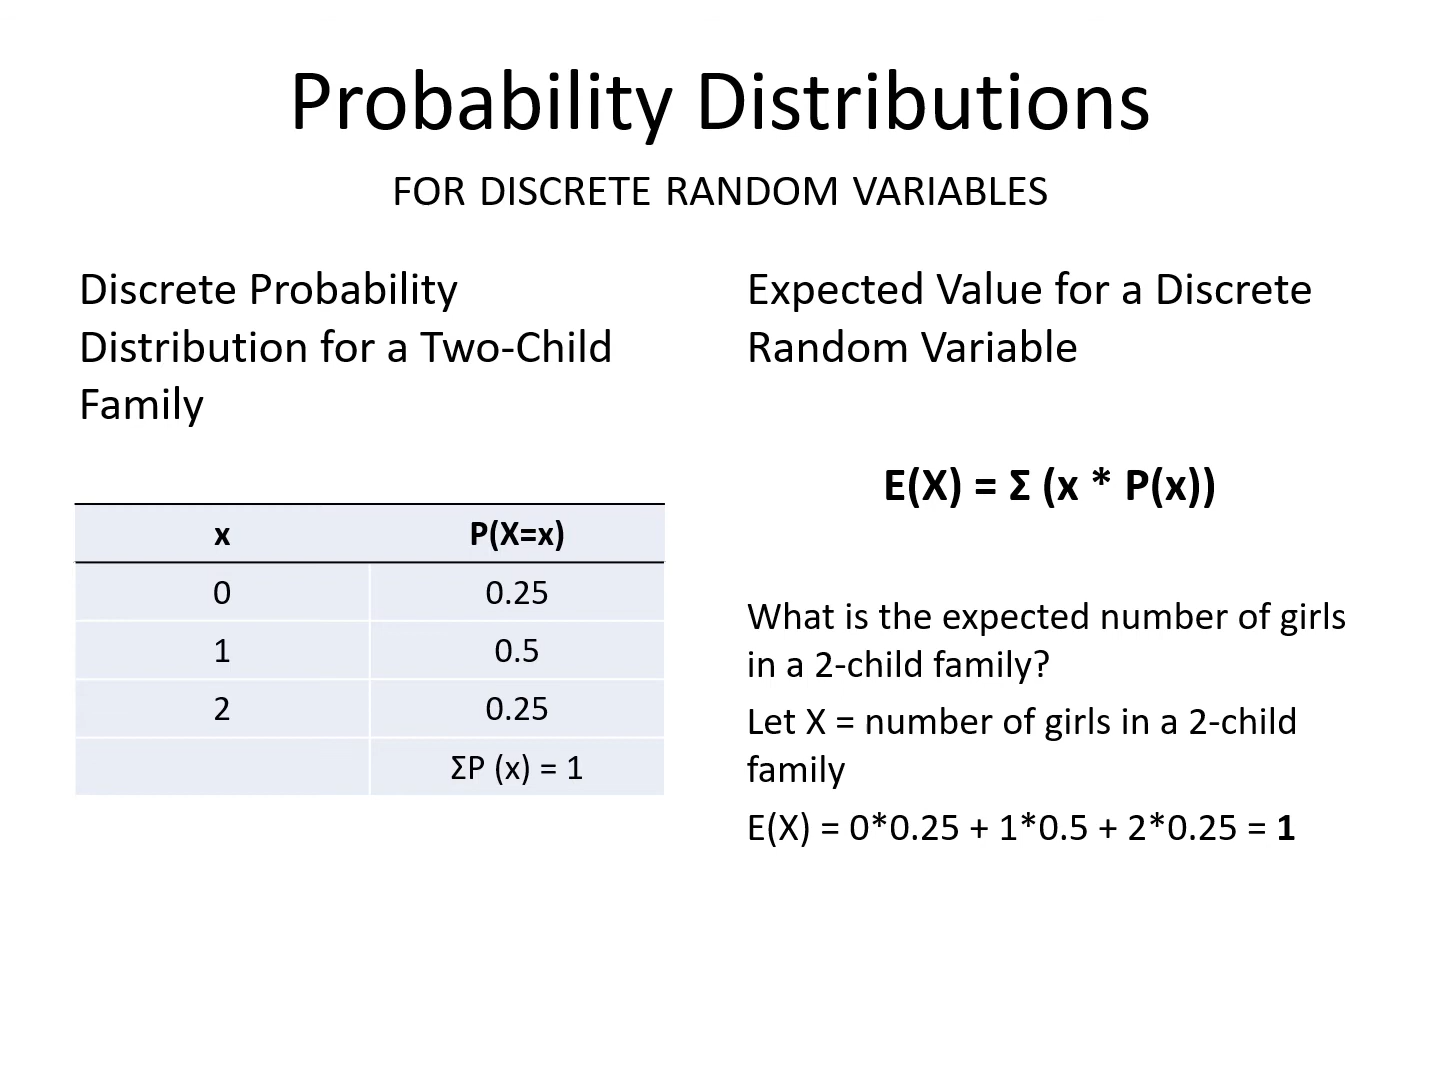 Probability Distributions
FOR DISCRETE RANDOM VARIABLES
Discrete Probability
Distribution for a Two-Child
Family
x P(X=x)
0 0.25
1 0.5
2 0.25
ΣP (x) = 1
Expected Value for a Discrete
Random Variable
E(X) = Σ (x * P(x))
What is the expected number of girls
in a 2-child family?
Let X = number of girls in a 2-child
family
E(X) = 0*0.25 + 1*0.5 + 2*0.25 = 1